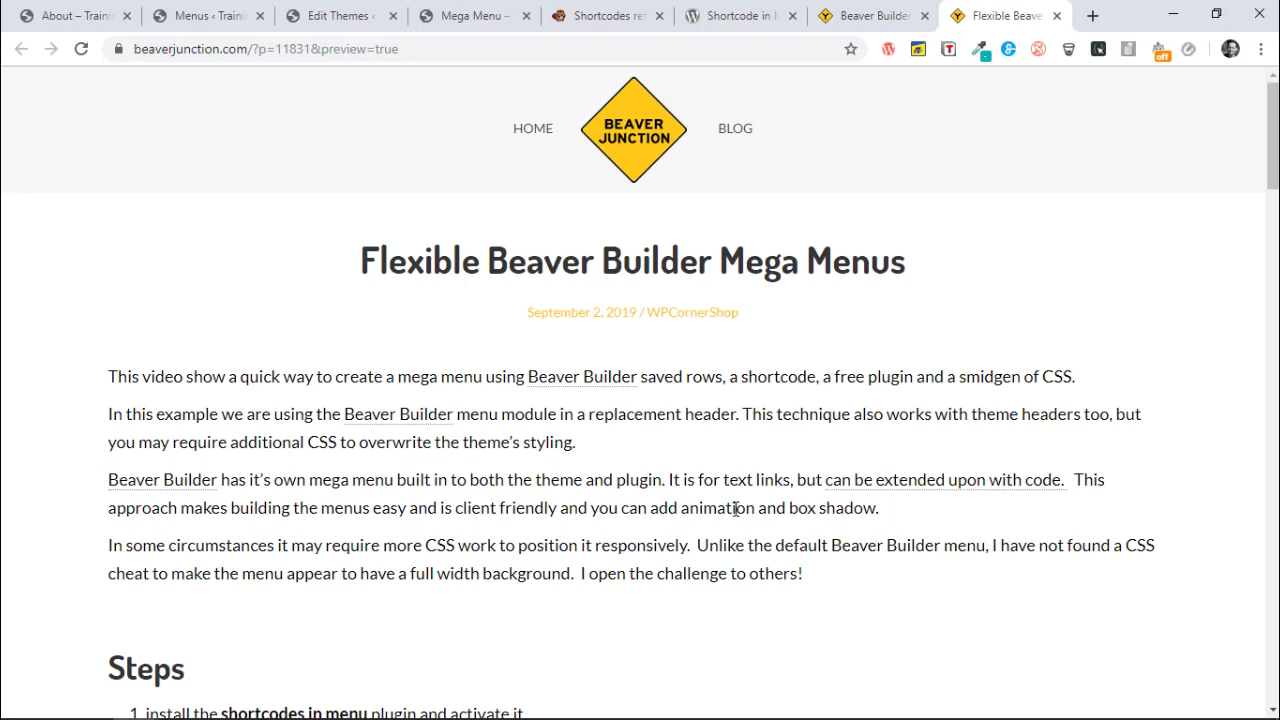 About – Traini
Menus ‹ Traini
Edit Themes ‹
Mega Menu –
Shortcodes ref
Shortcode in M
Beaver Builde
Flexible Beave
beaverjunction.com/?p=11831&preview=true
off
HOME
BEAVER
JUNCTION
BLOG
Flexible Beaver Builder Mega Menus
September 2, 2019 / WPCornerShop
This video show a quick way to create a mega menu using Beaver Builder saved rows, a shortcode, a free plugin and a smidgen of CSS.
In this example we are using the Beaver Builder menu module in a replacement header. This technique also works with theme headers too, but
you may require additional CSS to overwrite the theme's styling.
Beaver Builder has it's own mega menu built in to both the theme and plugin. It is for text links, but can be extended upon with code. This
approach makes building the menus easy and is client friendly and you can add animation and box shadow.
In some circumstances it may require more CSS work to position it responsively. Unlike the default Beaver Builder menu, I have not found a CSS
cheat to make the menu appear to have a full width background. I open the challenge to others!
Steps
1. install the shortcodes in menu plugin and activate it